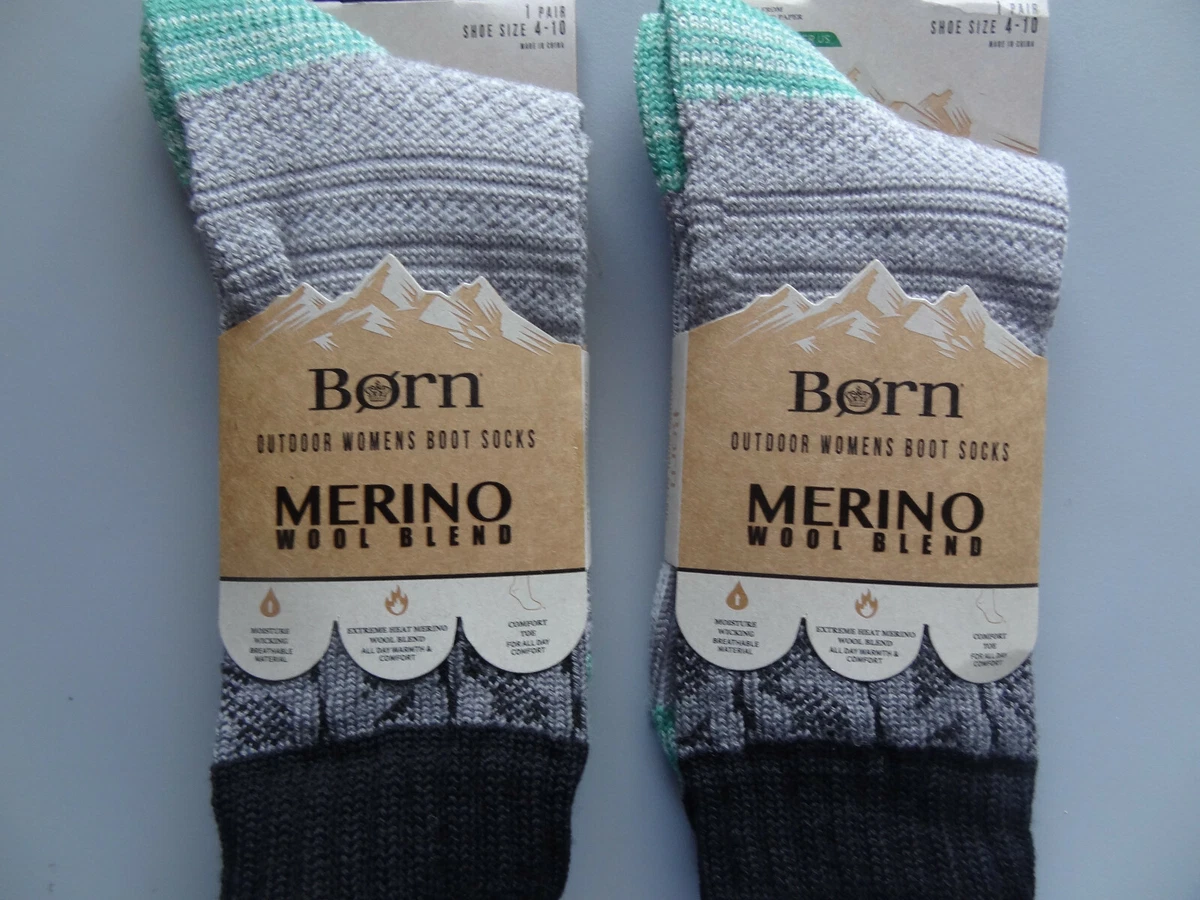 1 PAIR
SHOE SIZE 4-10
MADE IN CHINA
Børn
OUTDOOR WOMENS BOOT SOCKS
MERINO
WOOL BLEND
MOISTURE
WICKING
BREATHABLE
MATERIAL
EXTREME HEAT MERINO
WOOL BLEND
ALL DAY WARMTH &
COMFORT
COMFORT
TOE
FOR ALL DAY
COMFORT
FROM
PAPER
US
1 PAIR
SHOE SIZE 4-10
MADE IN CHINA
Børn
OUTDOOR WOMENS BOOT SOCKS
MERINO
WOOL BLEND
MOISTURE
WICKING
BREATHABLE
MATERIAL
EXTREME HEAT MERINO
WOOL BLEND
ALL DAY WARMTH &
COMFORT
COMFORT
TOE
FOR ALL DAY
COMFORT